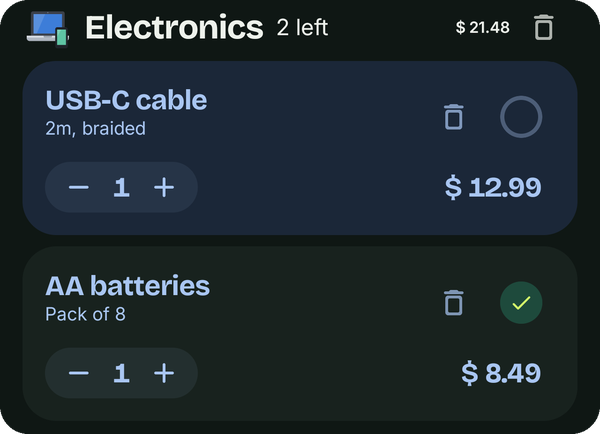 Electronics 2 left $ 21.48
USB-C cable
2m, braided
− 1 + $ 12.99
AA batteries
Pack of 8
− 1 + $ 8.49